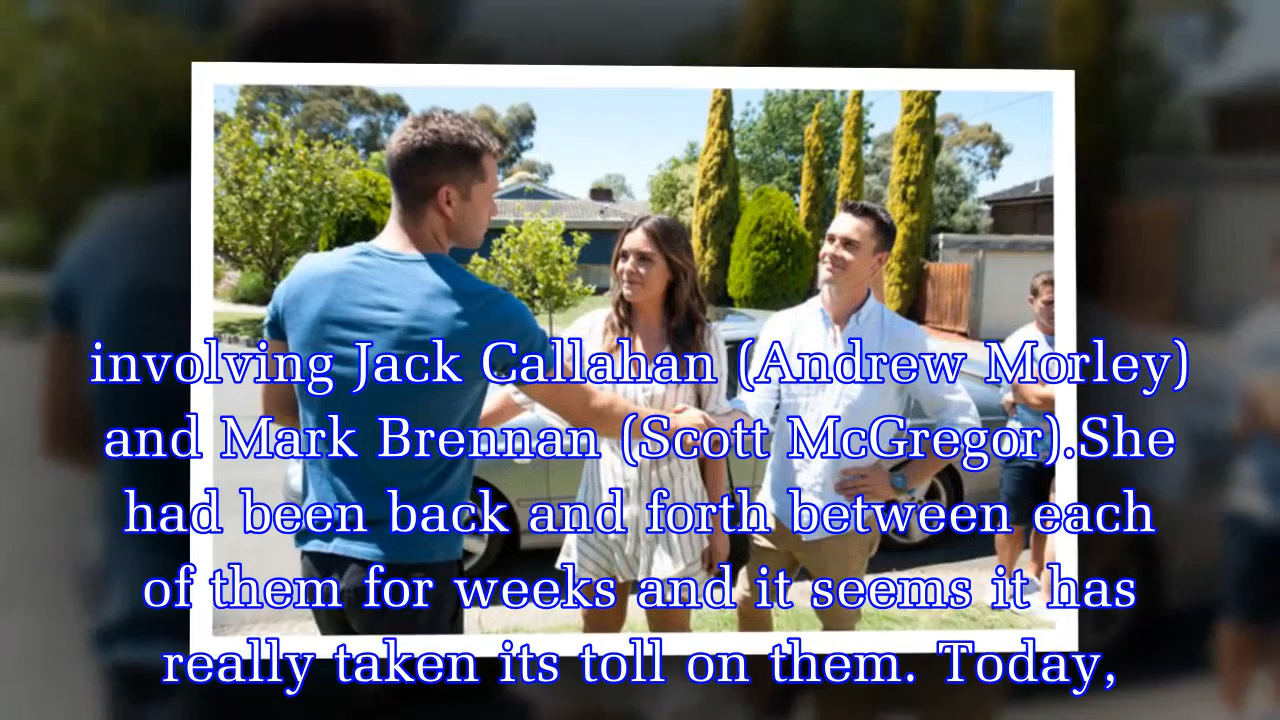 involving Jack Callahan (Andrew Morley)
and Mark Brennan (Scott McGregor).She
had been back and forth between each
of them for weeks and it seems it has
really taken its toll on them. Today,